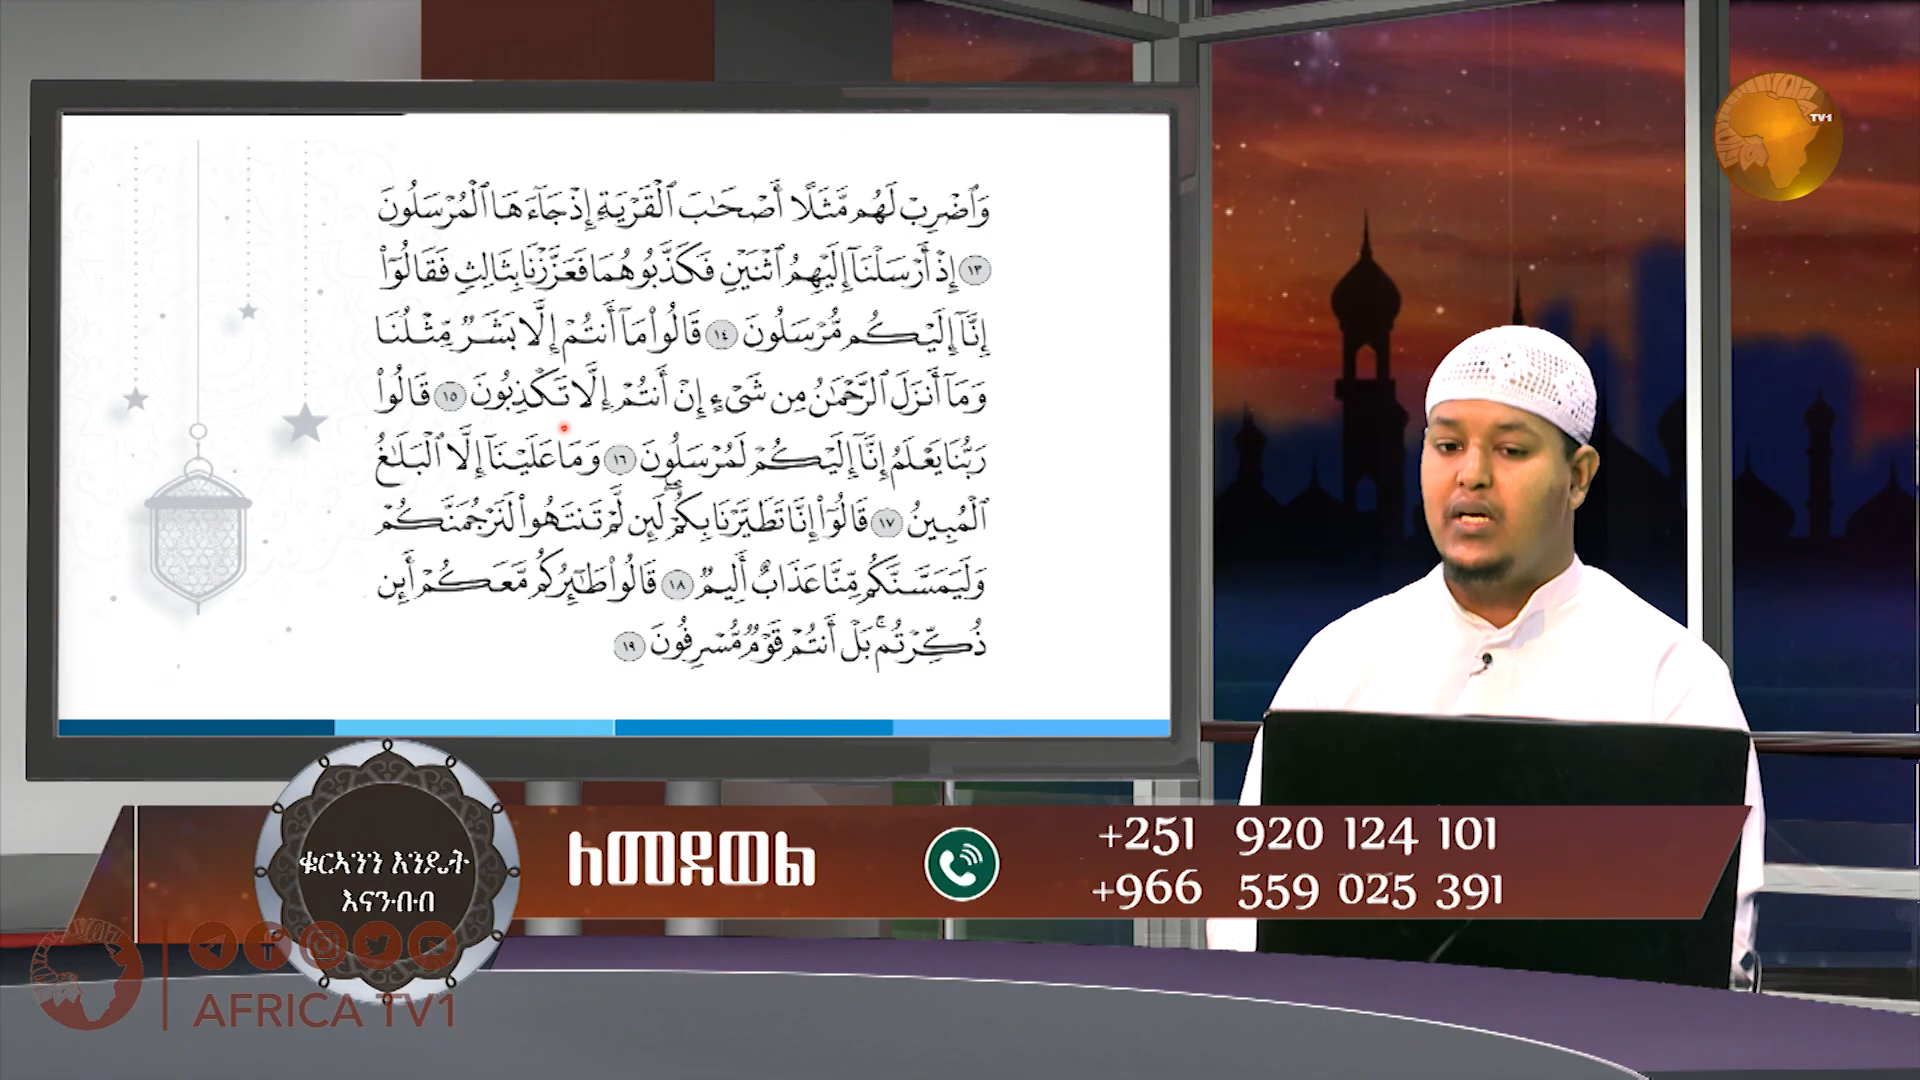 وَٱضْرِبْ لَهُم مَّثَلًا أَصْحَٰبَ ٱلْقَرْيَةِ إِذْ جَآءَهَا ٱلْمُرْسَلُونَ
١٣ إِذْ أَرْسَلْنَآ إِلَيْهِمُ ٱثْنَيْنِ فَكَذَّبُوهُمَا فَعَزَّزْنَا بِثَالِثٍ فَقَالُوٓا۟
إِنَّآ إِلَيْكُم مُّرْسَلُونَ ١٤ قَالُوا۟ مَآ أَنتُمْ إِلَّا بَشَرٌ مِّثْلُنَا
وَمَآ أَنزَلَ ٱلرَّحْمَٰنُ مِن شَىْءٍ إِنْ أَنتُمْ إِلَّا تَكْذِبُونَ ١٥ قَالُوا۟
رَبُّنَا يَعْلَمُ إِنَّآ إِلَيْكُمْ لَمُرْسَلُونَ ١٦ وَمَا عَلَيْنَآ إِلَّا ٱلْبَلَٰغُ
ٱلْمُبِينُ ١٧ قَالُوٓا۟ إِنَّا تَطَيَّرْنَا بِكُمْ ۖ لَئِن لَّمْ تَنتَهُوا۟ لَنَرْجُمَنَّكُمْ
وَلَيَمَسَّنَّكُم مِّنَّا عَذَابٌ أَلِيمٌ ١٨ قَالُوا۟ طَٰٓئِرُكُم مَّعَكُمْ أَئِن
ذُكِّرْتُم ۚ بَلْ أَنتُمْ قَوْمٌ مُّسْرِفُونَ ١٩
TV1
ቁርኣንን እንዴት
እናንብብ
ለመደወል
+251 920 124 101
+966 559 025 391
AFRICA TV1